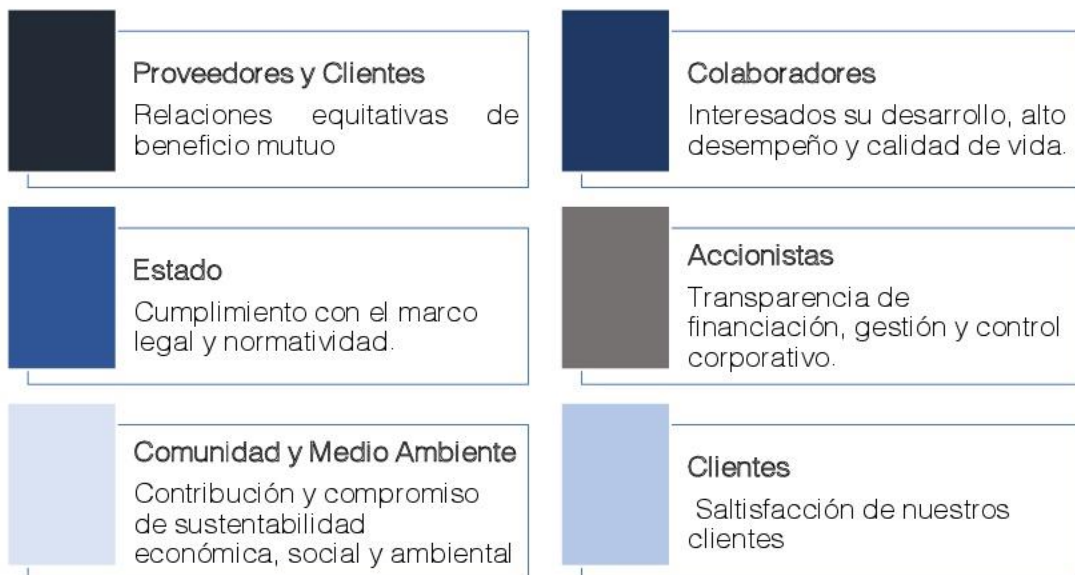 Proveedores y Clientes
Relaciones equitativas de
beneficio mutuo
Colaboradores
Interesados su desarrollo, alto
desempeño y calidad de vida.
Estado
Cumplimiento con el marco
legal y normatividad.
Accionistas
Transparencia de
financiación, gestión y control
corporativo.
Comunidad y Medio Ambiente
Contribución y compromiso
de sustentabilidad
económica, social y ambiental
Clientes
Saltisfacción de nuestros
clientes